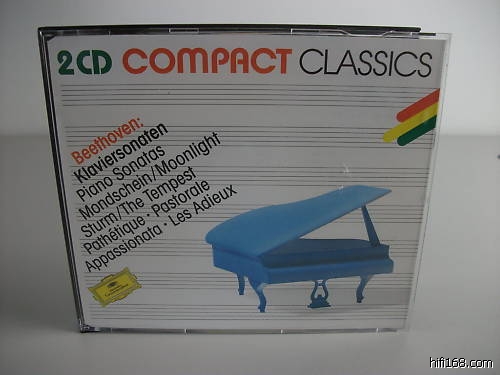 2CD COMPACT CLASSICS
Beethoven:
Klaviersonaten
Piano Sonatas
Mondschein/Moonlight
Sturm/The Tempest
Pathétique · Pastorale
Appassionata · Les Adieux
hifi168.com